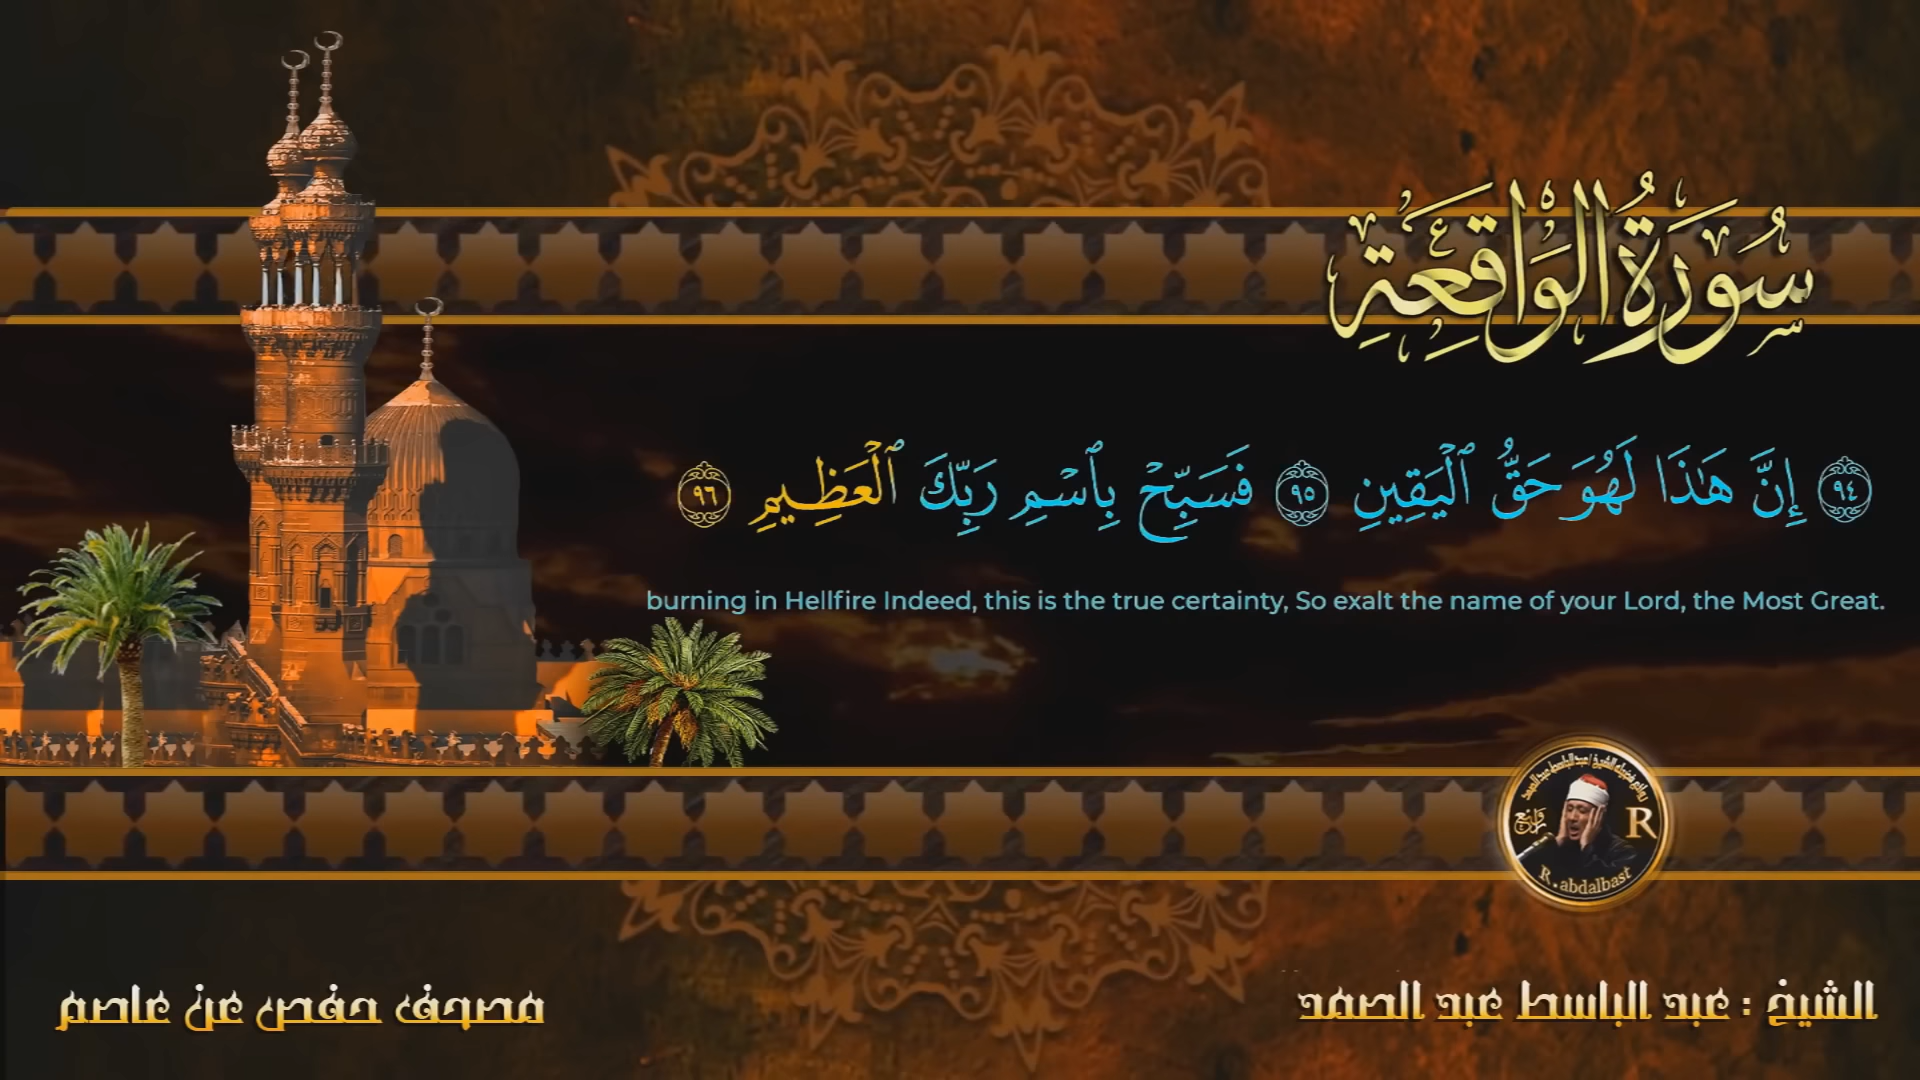 سُورَةُ الوَاقِعَةِ
٩٤ إِنَّ هَٰذَا لَهُوَ حَقُّ ٱلْيَقِينِ ٩٥ فَسَبِّحْ بِٱسْمِ رَبِّكَ ٱلْعَظِيمِ ٩٦
burning in Hellfire Indeed, this is the true certainty, So exalt the name of your Lord, the Most Great.
R
R.abdalbast
الشيخ : عبد الباسط عبد الصمد
مصحف حفص عن عاصم